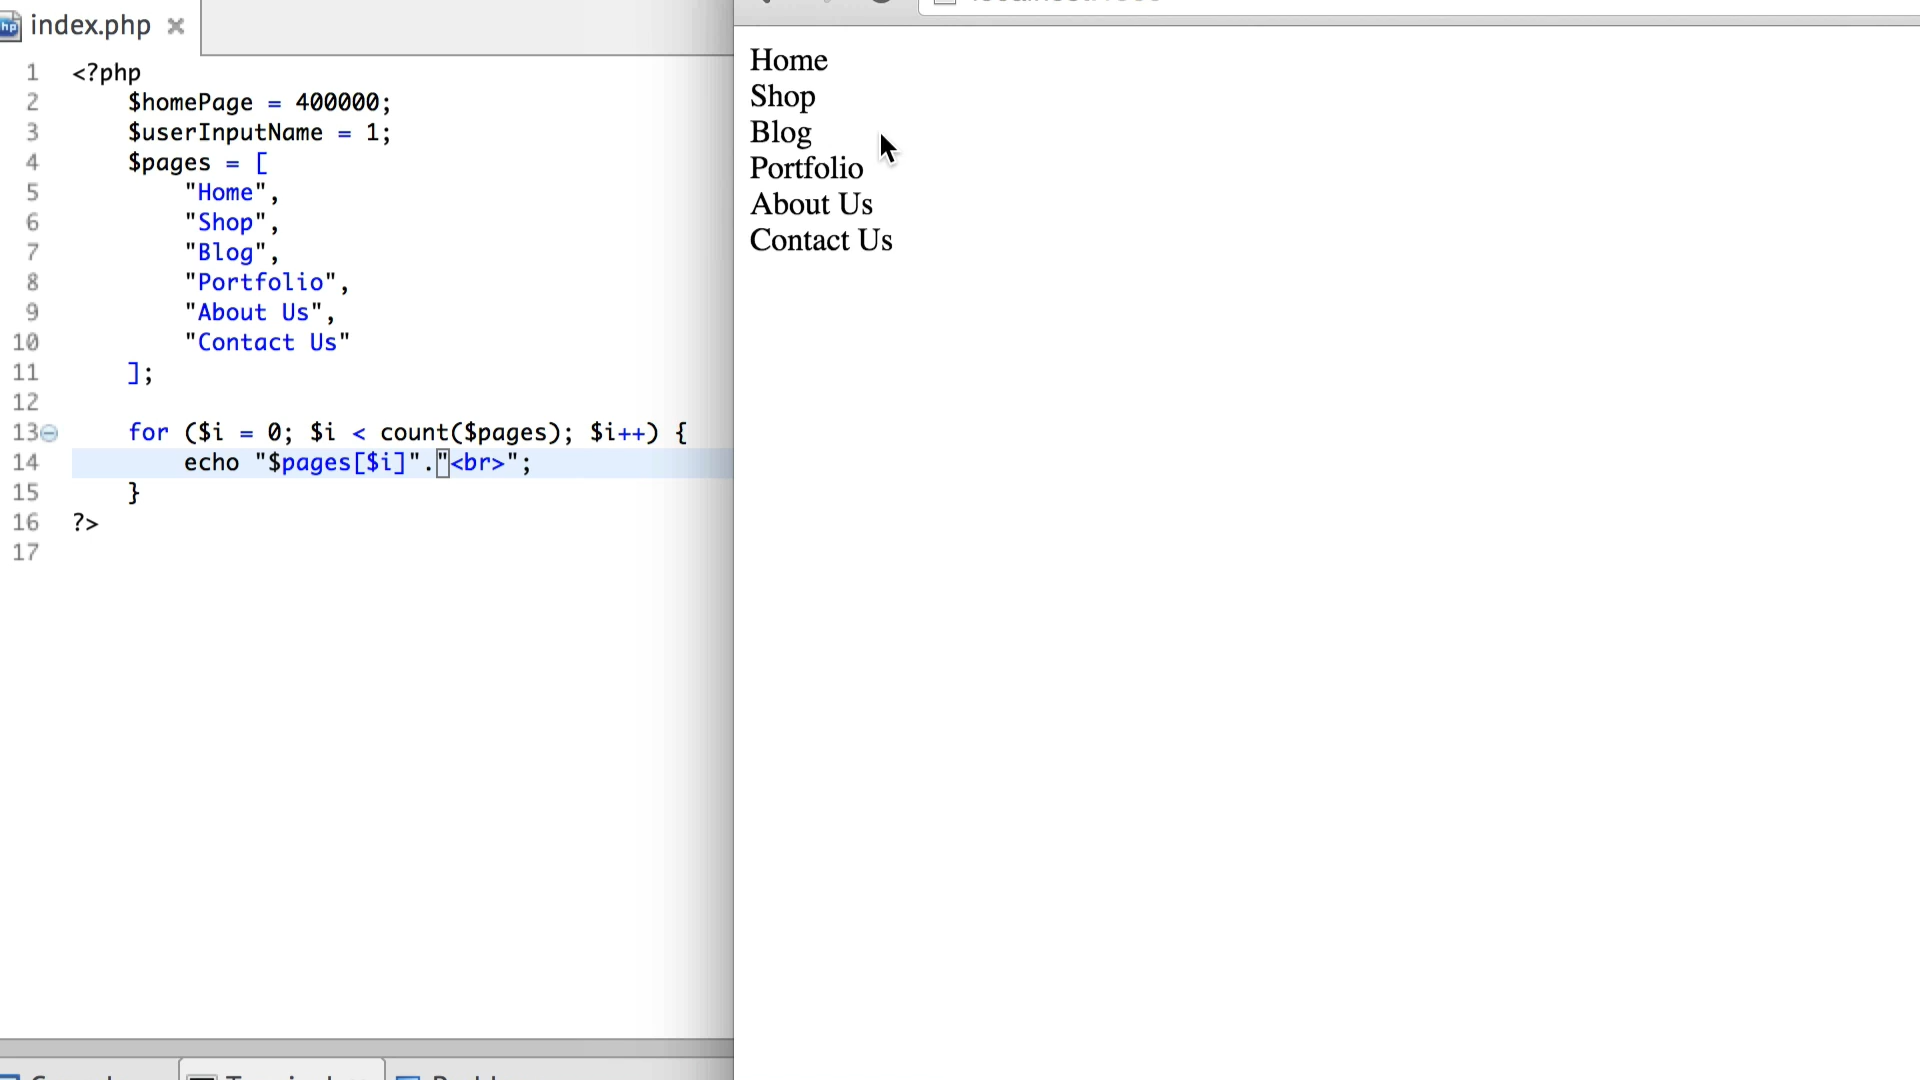 index.php
1 <?php
2 $homePage = 400000;
3 $userInputName = 1;
4 $pages = [
5 "Home",
6 "Shop",
7 "Blog",
8 "Portfolio",
9 "About Us",
10 "Contact Us"
11 ];
12
13 for ($i = 0; $i < count($pages); $i++) {
14 echo "$pages[$i]"."<br>";
15 }
16 ?>
17
Home
Shop
Blog
Portfolio
About Us
Contact Us